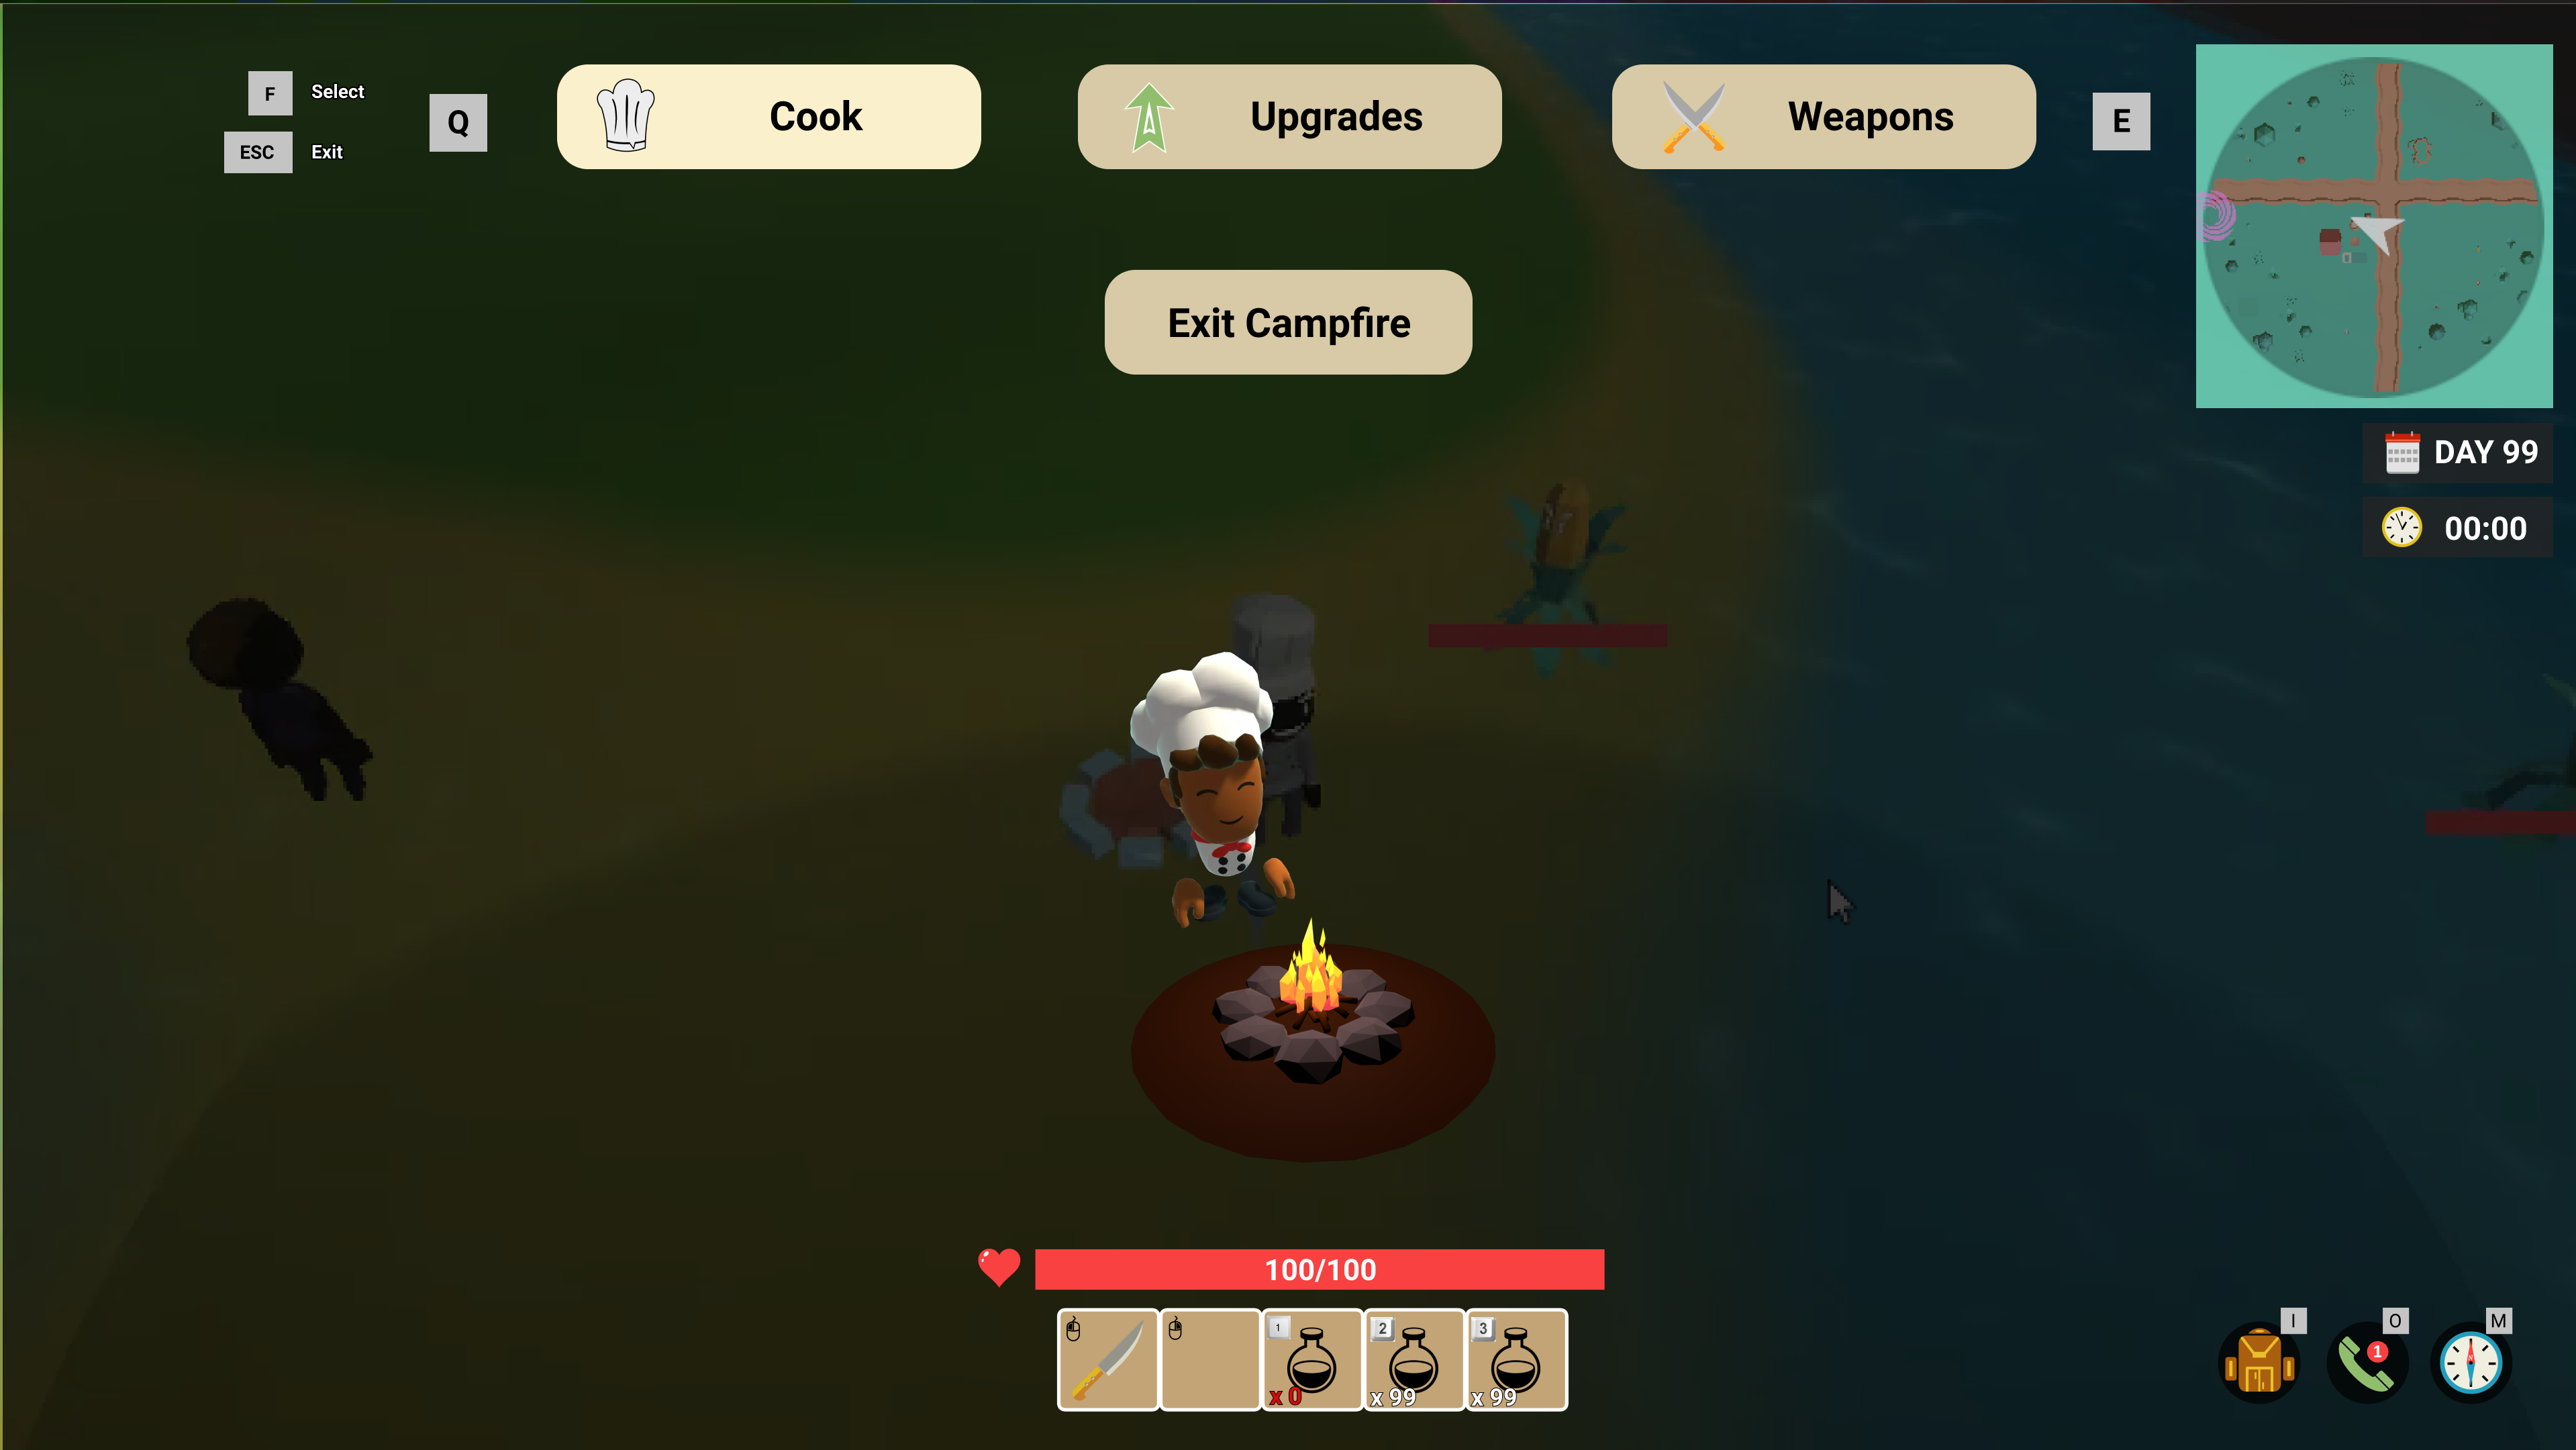 F Select
ESC Exit
Q
Cook
Upgrades
Weapons
E
Exit Campfire
DAY 99
00:00
100/100
1
x 0
2
x 99
3
x 99
I
O
1
M